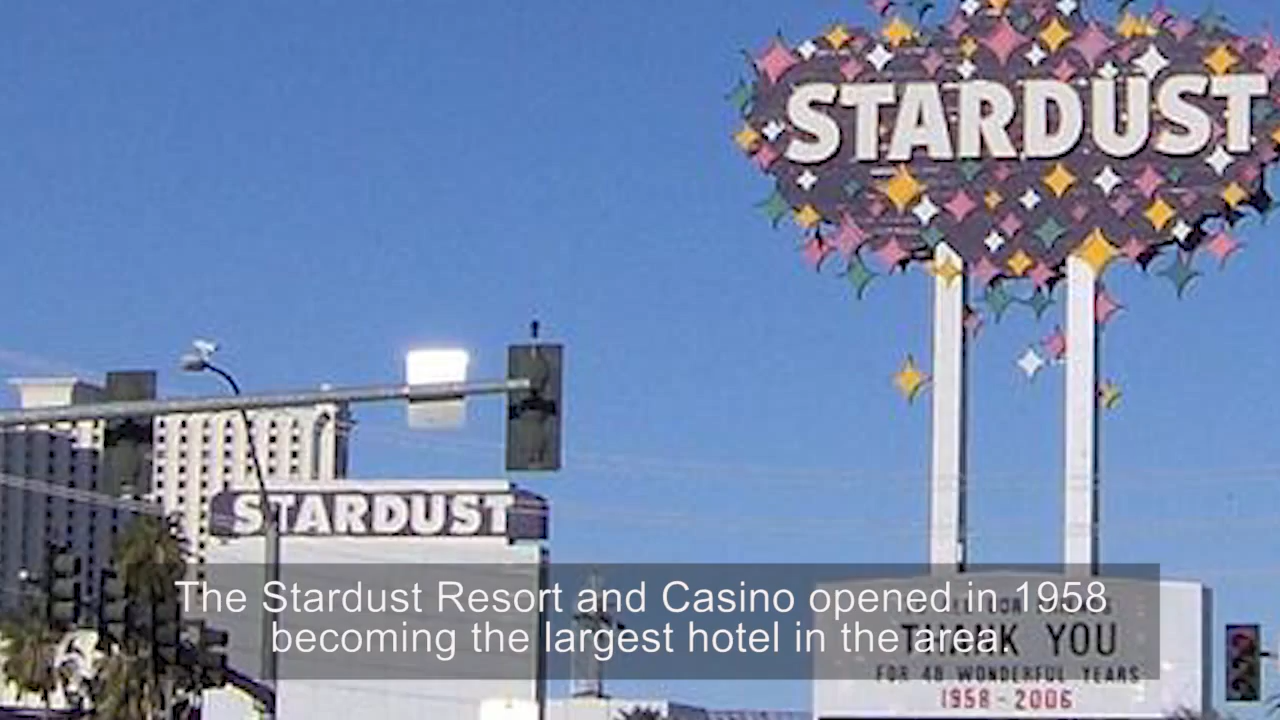 STARDUST
STARDUST
The Stardust Resort and Casino opened in 1958
becoming the largest hotel in the area.
THANK YOU
FOR 48 WONDERFUL YEARS
1958-2006